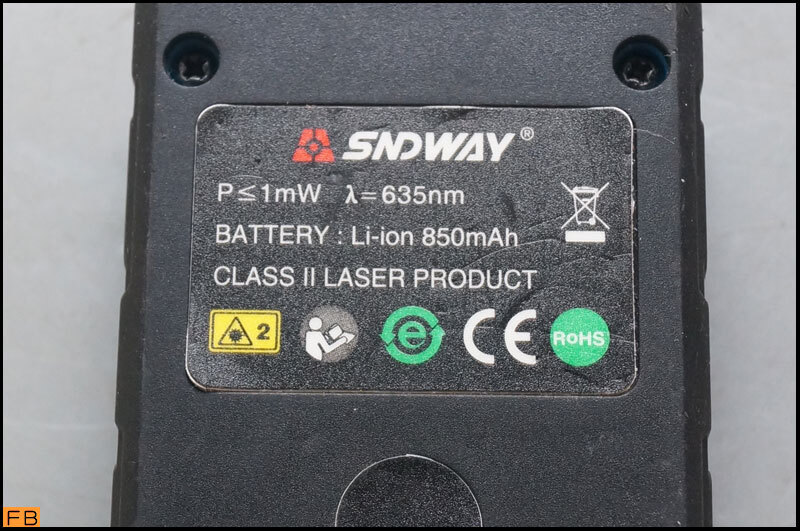 SNDWAY®
P≤1mW λ=635nm
BATTERY : Li-ion 850mAh
CLASS II LASER PRODUCT
2 e CE RoHS
FB